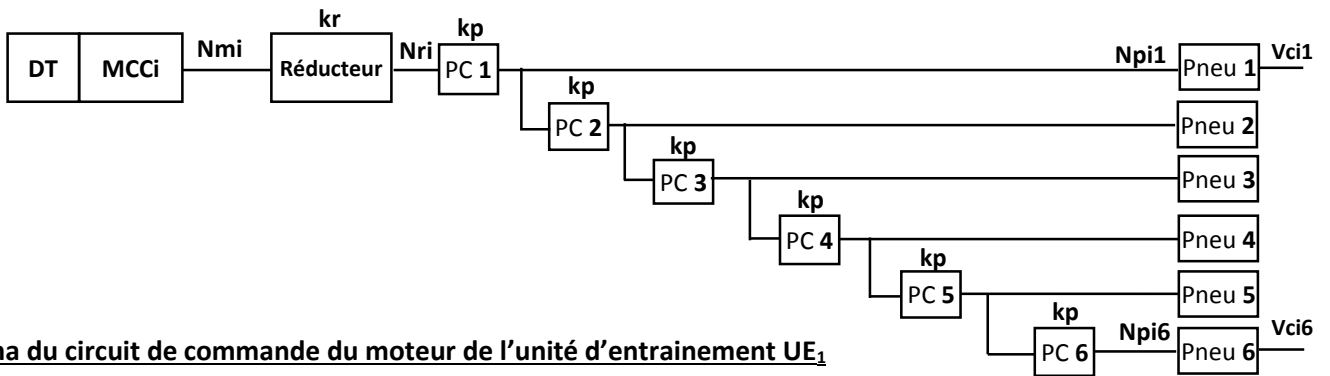 kr
kp
DT MCCi Nmi Réducteur Nri PC 1 Npi1 Pneu 1 Vci1
kp
PC 2 Pneu 2
kp
PC 3 Pneu 3
kp
PC 4 Pneu 4
kp
PC 5 Pneu 5
kp
PC 6 Npi6 Pneu 6 Vci6
du circuit de commande du moteur de l’unité d’entrainement UE1